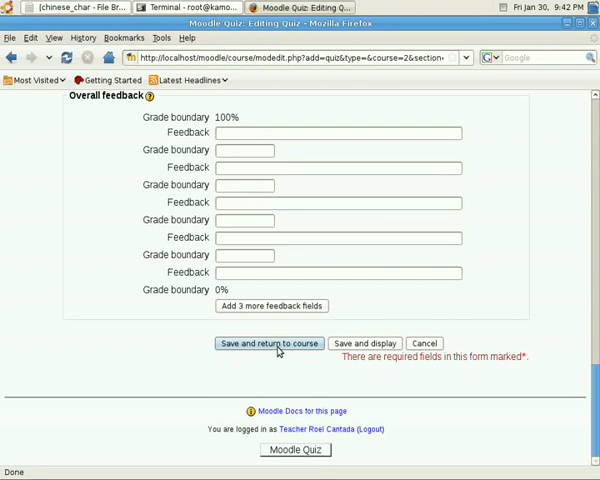 [chinese_char - File Br...
Terminal - root@kamo...
Moodle Quiz: Editing Q...
Fri Jan 30, 9:42 PM
Moodle Quiz: Editing Quiz - Mozilla Firefox
File Edit View History Bookmarks Tools Help
http://localhost/moodle/course/modedit.php?add=quiz&type=&course=2&section=
Google
Most Visited
Getting Started
Latest Headlines
Overall feedback
Grade boundary 100%
Feedback
Grade boundary
Feedback
Grade boundary
Feedback
Grade boundary
Feedback
Grade boundary
Feedback
Grade boundary 0%
Add 3 more feedback fields
Save and return to course Save and display Cancel
There are required fields in this form marked*.
Moodle Docs for this page
You are logged in as Teacher Roel Cantada (Logout)
Moodle Quiz
Done